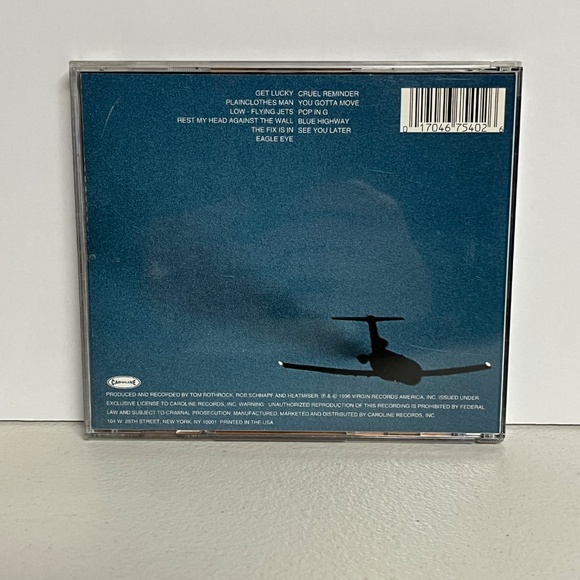 GET LUCKY CRUEL REMINDER
PLAINCLOTHES MAN YOU GOTTA MOVE
LOW - FLYING JETS POP IN G
REST MY HEAD AGAINST THE WALL BLUE HIGHWAY
THE FIX IS IN SEE YOU LATER
EAGLE EYE
0 17046 75402 6
CAROLINE
PRODUCED AND RECORDED BY TOM ROTHROCK, ROB SCHNAPF AND HEATMISER. ℗ & © 1996 VIRGIN RECORDS AMERICA, INC. ISSUED UNDER
EXCLUSIVE LICENSE TO CAROLINE RECORDS, INC. WARNING: UNAUTHORIZED REPRODUCTION OF THIS RECORDING IS PROHIBITED BY FEDERAL
LAW AND SUBJECT TO CRIMINAL PROSECUTION. MANUFACTURED, MARKETED AND DISTRIBUTED BY CAROLINE RECORDS, INC.
104 W. 29TH STREET, NEW YORK, NY 10001 PRINTED IN THE USA